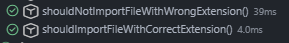 shouldNotImportFileWithWrongExtension() 39ms
shouldImportFileWithCorrectExtension() 4.0ms